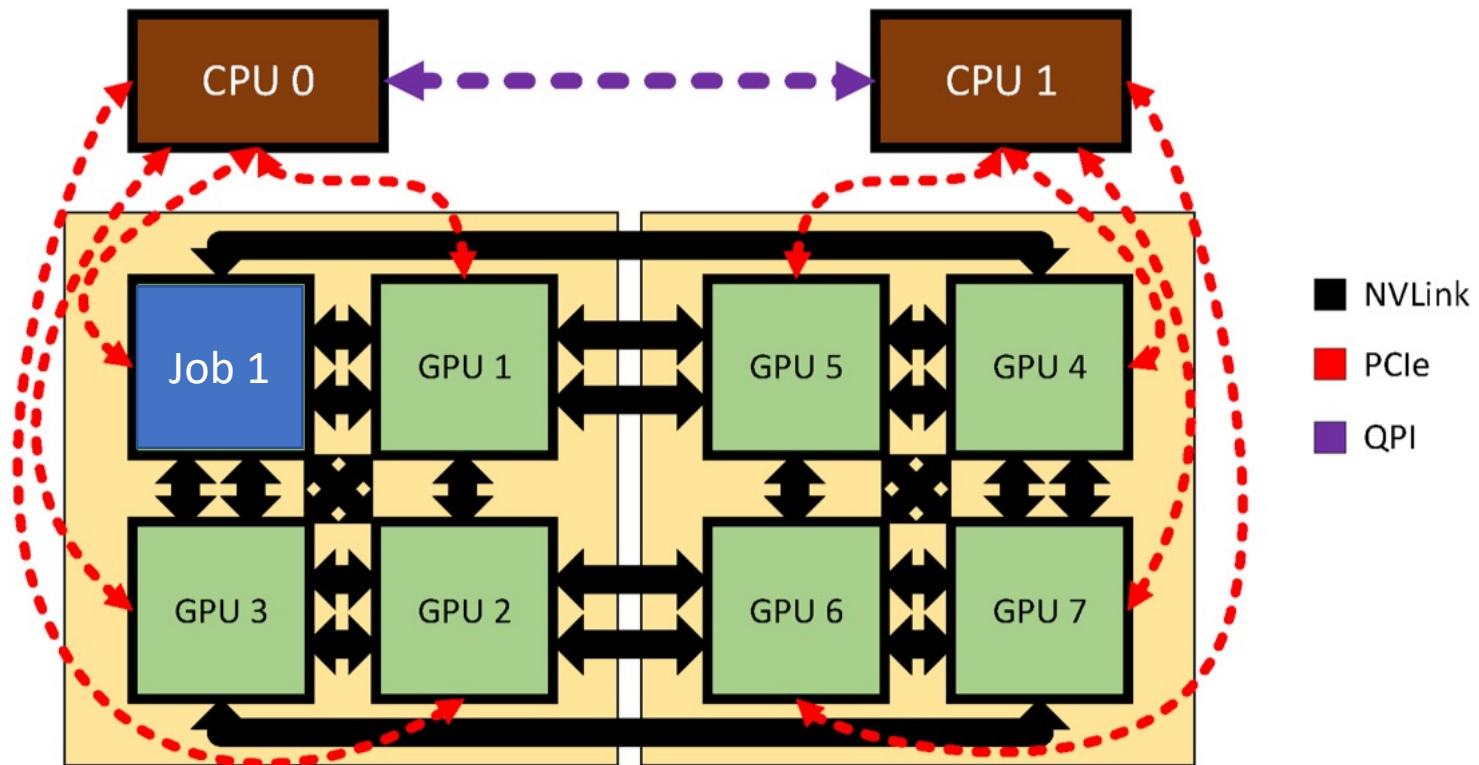 CPU 0
CPU 1
Job 1
GPU 1
GPU 5
GPU 4
GPU 3
GPU 2
GPU 6
GPU 7
NVLink
PCIe
QPI